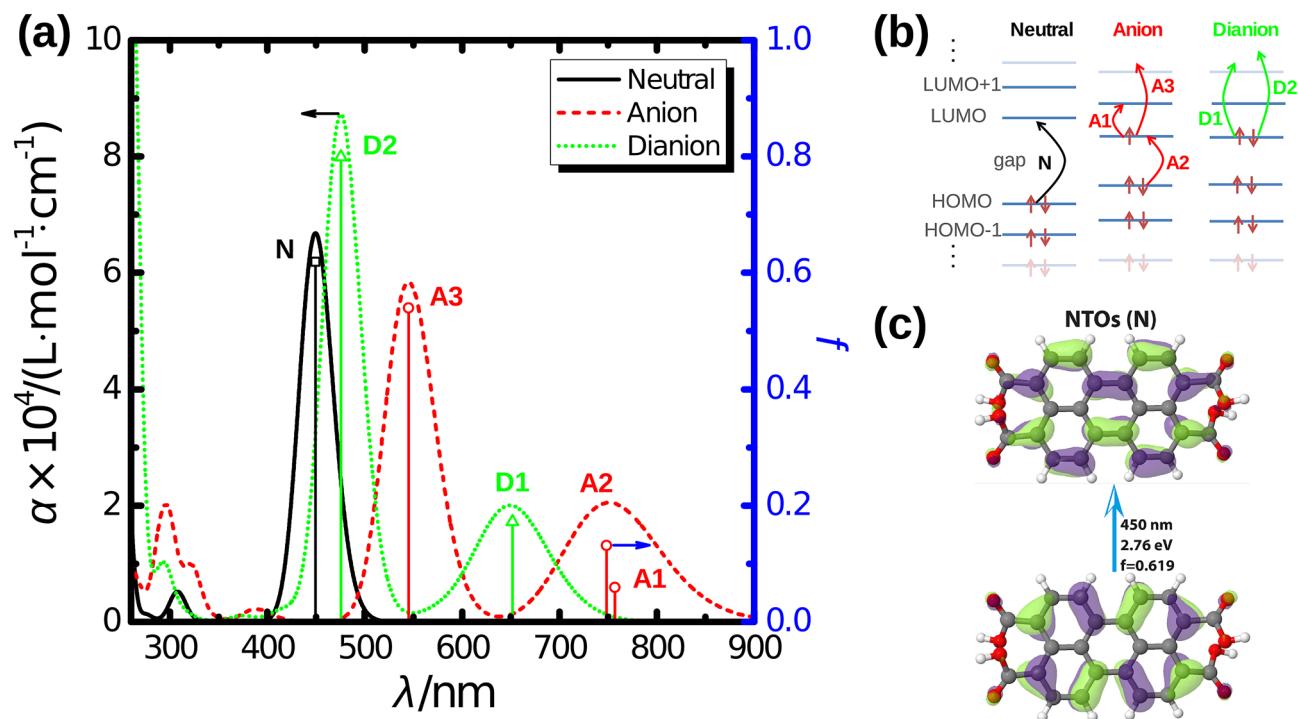 (a)
10
8
6
4
2
0
α × 10⁴/(L·mol⁻¹·cm⁻¹)
1.0
0.8
0.6
0.4
0.2
0.0
f
300 400 500 600 700 800 900
λ/nm
Neutral
Anion
Dianion
N
D2
A3
D1
A2
A1
(b)
Neutral Anion Dianion
⋮
LUMO+1
LUMO
gap N
HOMO
HOMO-1
⋮
A1
A3
A2
D1
D2
(c)
NTOs (N)
450 nm
2.76 eV
f=0.619